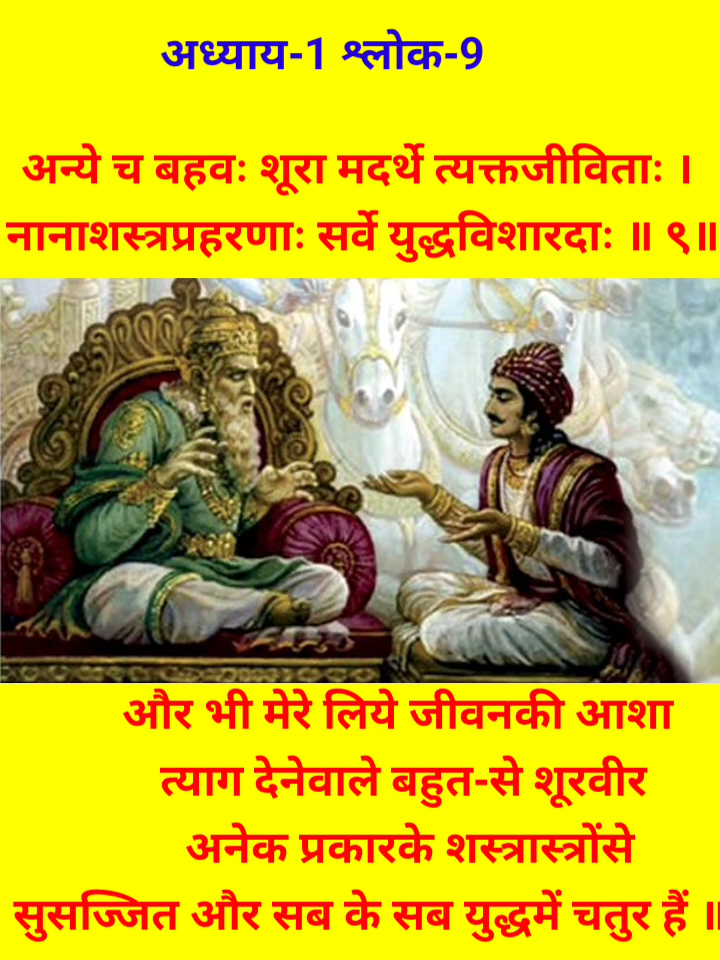 अध्याय-1 श्लोक-9
अन्ये च बहवः शूरा मदर्थे त्यक्तजीविताः ।
नानाशस्त्रप्रहरणाः सर्वे युद्धविशारदाः ॥ ९॥
और भी मेरे लिये जीवनकी आशा
त्याग देनेवाले बहुत-से शूरवीर
अनेक प्रकारके शस्त्रास्त्रोंसे
सुसज्जित और सब के सब युद्धमें चतुर हैं ॥